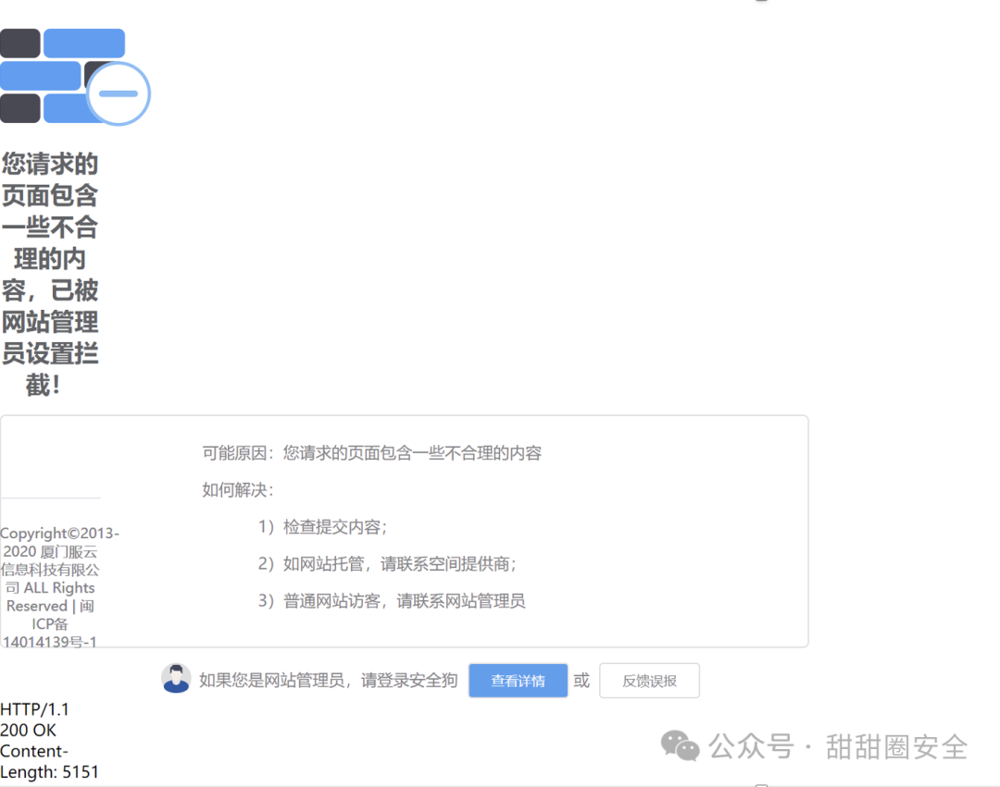 您请求的
页面包含
一些不合
理的内
容，已被
网站管理
员设置拦
截！
可能原因：您请求的页面包含一些不合理的内容
如何解决：
1）检查提交内容；
2）如网站托管，请联系空间提供商；
3）普通网站访客，请联系网站管理员
Copyright©2013-
2020 厦门服云
信息科技有限公
司 ALL Rights
Reserved | 闽
ICP备
14014139号-1
如果您是网站管理员，请登录安全狗 查看详情 或 反馈误报
HTTP/1.1
200 OK
Content-
Length: 5151
公众号 · 甜甜圈安全